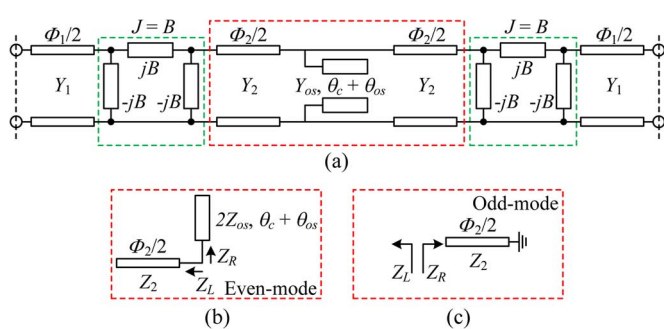 J = B J = B
Φ1/2 Φ2/2 Φ2/2 Φ1/2
jB jB
Y1 -jB -jB Y2 Yos, θc + θos Y2 -jB -jB Y1
(a)
Φ2/2 2Zos, θc + θos
ZR
Z2 ZL Even-mode
(b)
Odd-mode
Φ2/2
ZL ZR Z2
(c)